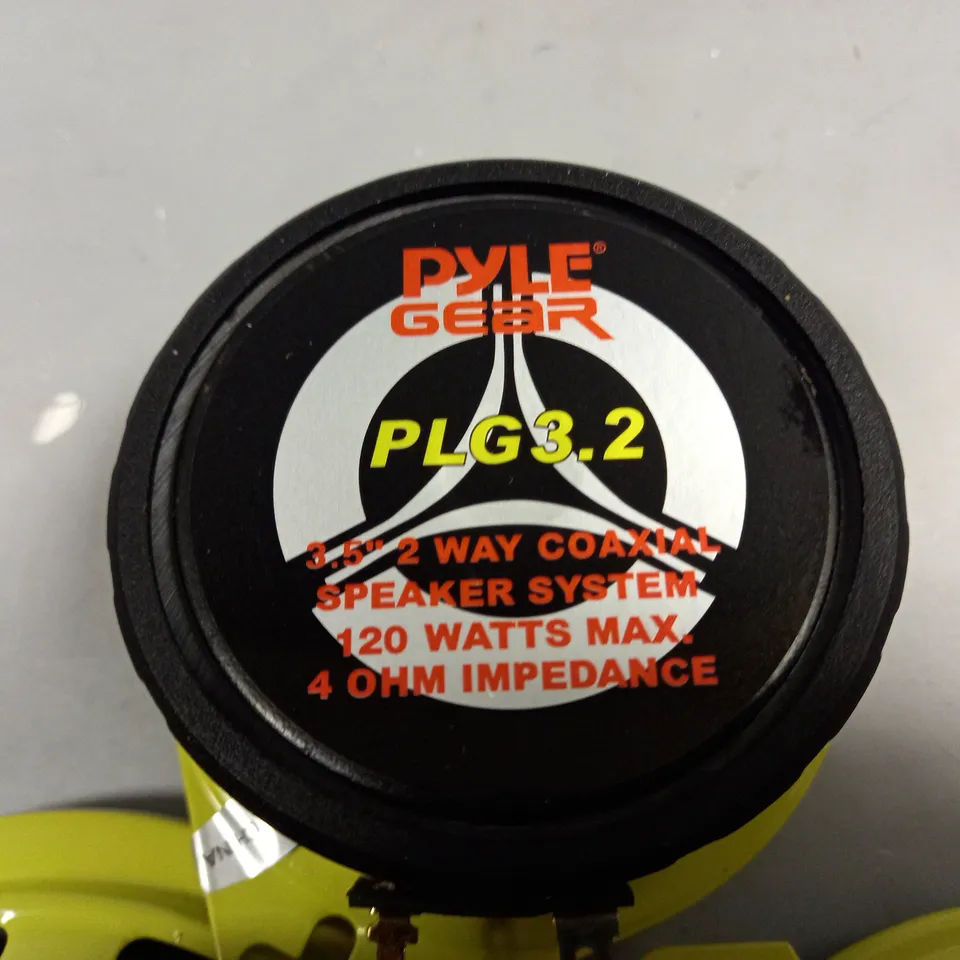 PYLE®
GEAR
PLG3.2
3.5" 2 WAY COAXIAL
SPEAKER SYSTEM
120 WATTS MAX.
4 OHM IMPEDANCE